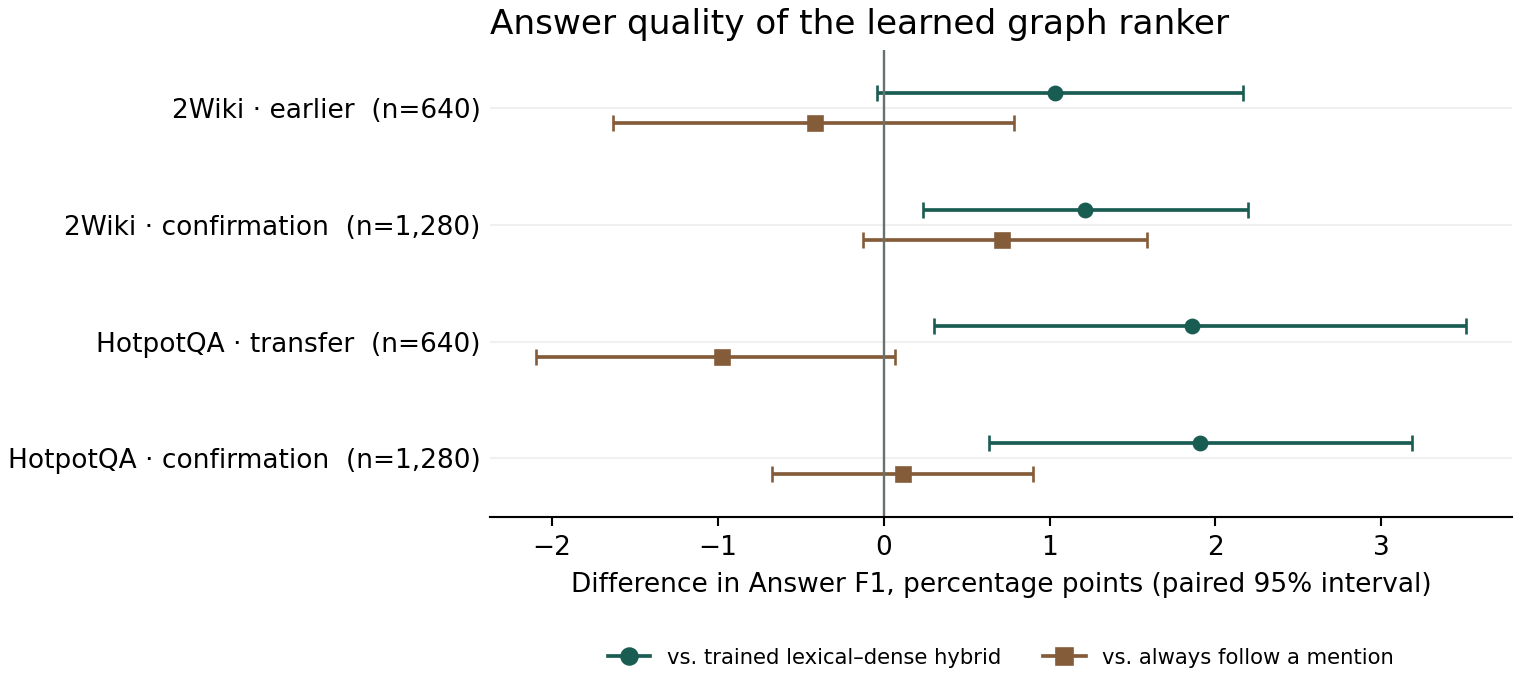 Answer quality of the learned graph ranker
2Wiki · earlier (n=640)
2Wiki · confirmation (n=1,280)
HotpotQA · transfer (n=640)
HotpotQA · confirmation (n=1,280)
−2 −1 0 1 2 3
Difference in Answer F1, percentage points (paired 95% interval)
vs. trained lexical–dense hybrid vs. always follow a mention